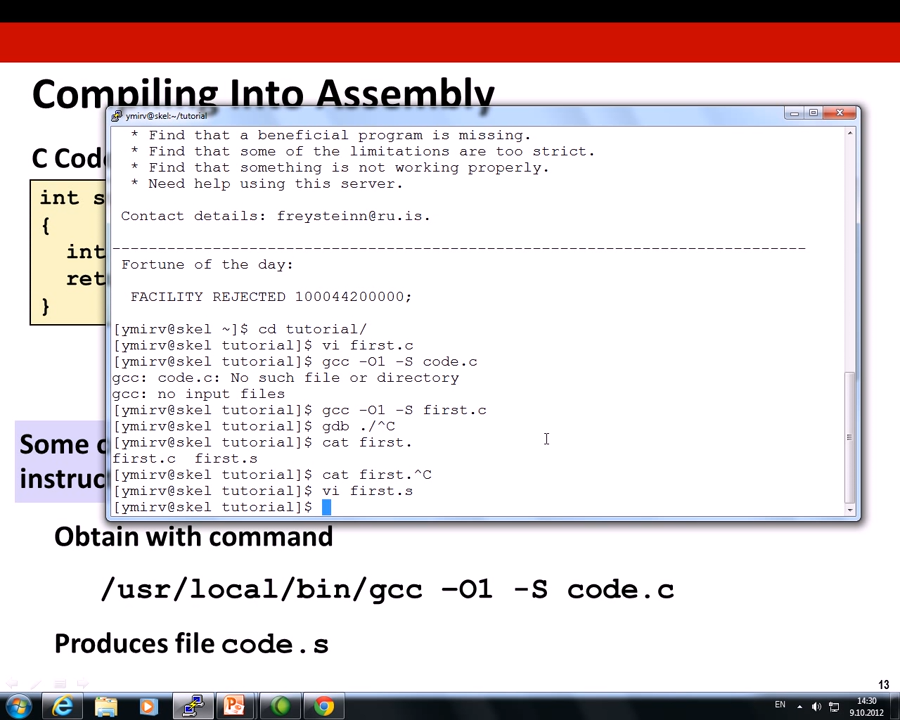 Compiling Into Assembly
ymirv@skel:~/tutorial
* Find that a beneficial program is missing.
* Find that some of the limitations are too strict.
* Find that something is not working properly.
* Need help using this server.
Contact details: freysteinn@ru.is.
--------------------------------------------------------------------------
Fortune of the day:
FACILITY REJECTED 100044200000;
[ymirv@skel ~]$ cd tutorial/
[ymirv@skel tutorial]$ vi first.c
[ymirv@skel tutorial]$ gcc -O1 -S code.c
gcc: code.c: No such file or directory
gcc: no input files
[ymirv@skel tutorial]$ gcc -O1 -S first.c
[ymirv@skel tutorial]$ gdb ./^C
[ymirv@skel tutorial]$ cat first.
first.c  first.s
[ymirv@skel tutorial]$ cat first.^C
[ymirv@skel tutorial]$ vi first.s
[ymirv@skel tutorial]$
C Cod
int s
{
int
ret
}
Some
instruc
Obtain with command
/usr/local/bin/gcc –O1 -S code.c
Produces file code.s
13
EN
14:30
9.10.2012